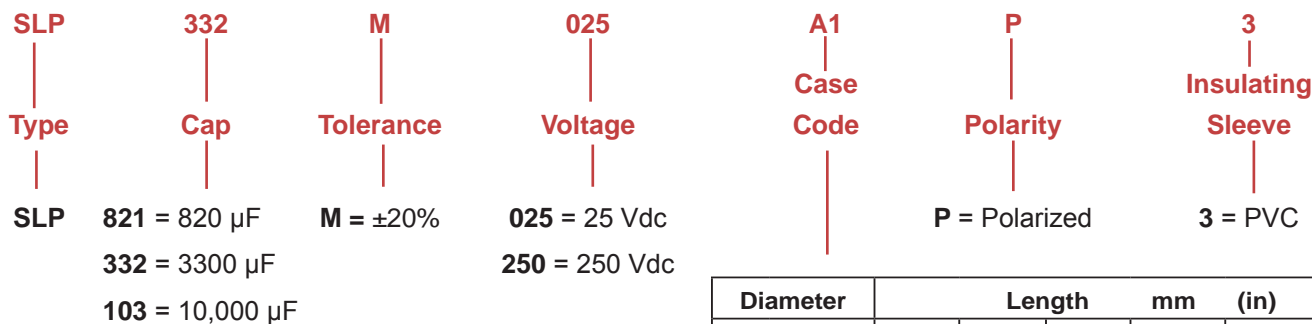 SLP 332 M 025 A1 P 3
Case Insulating
Type Cap Tolerance Voltage Code Polarity Sleeve
SLP 821 = 820 µF M = ±20% 025 = 25 Vdc P = Polarized 3 = PVC
332 = 3300 µF 250 = 250 Vdc
103 = 10,000 µF
Diameter Length mm (in)